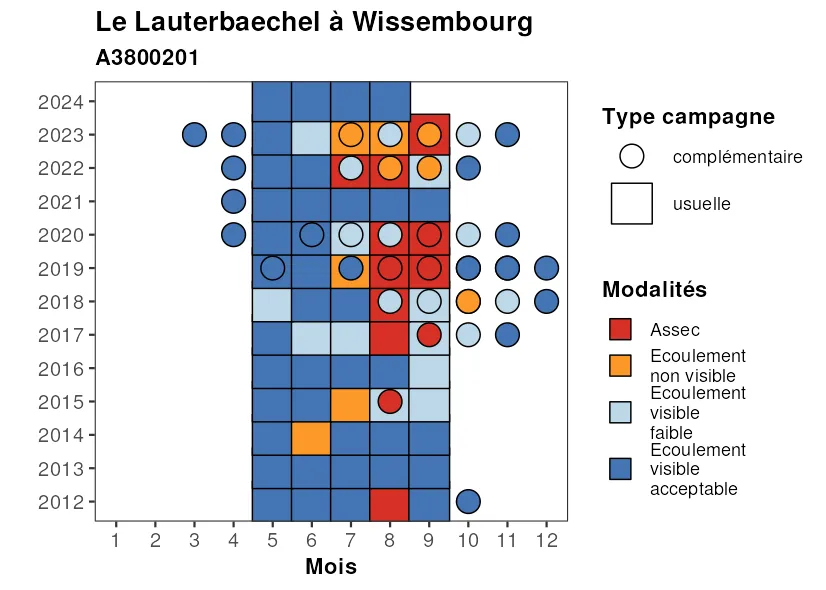 Le Lauterbaechel à Wissembourg
A3800201
2024
2023
2022
2021
2020
2019
2018
2017
2016
2015
2014
2013
2012
1 2 3 4 5 6 7 8 9 10 11 12
Mois
Type campagne
complémentaire
usuelle
Modalités
Assec
Ecoulement
non visible
Ecoulement
visible
faible
Ecoulement
visible
acceptable